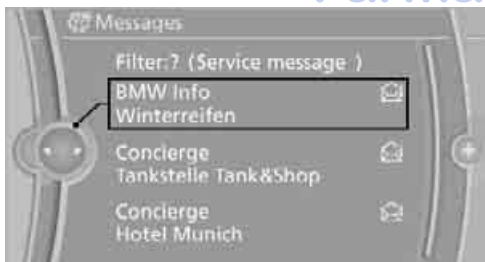 Messages
Filter:? (Service message )
BMW Info
Winterreifen
Concierge
Tankstelle Tank&Shop
Concierge
Hotel Munich